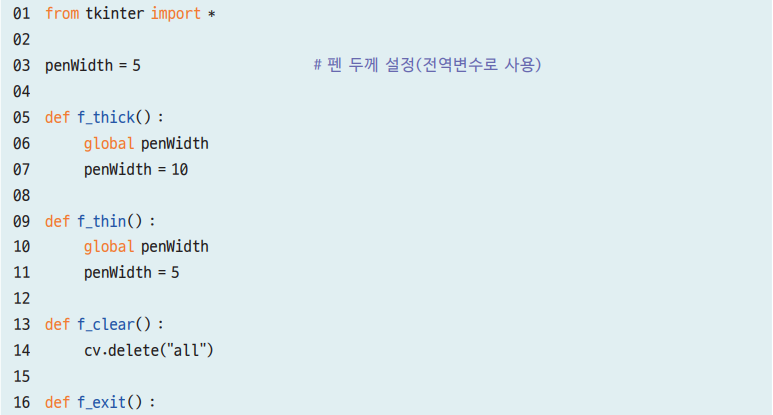 01 from tkinter import *
02
03 penWidth = 5 # 펜 두께 설정(전역변수로 사용)
04
05 def f_thick() :
06 global penWidth
07 penWidth = 10
08
09 def f_thin() :
10 global penWidth
11 penWidth = 5
12
13 def f_clear() :
14 cv.delete("all")
15
16 def f_exit() :